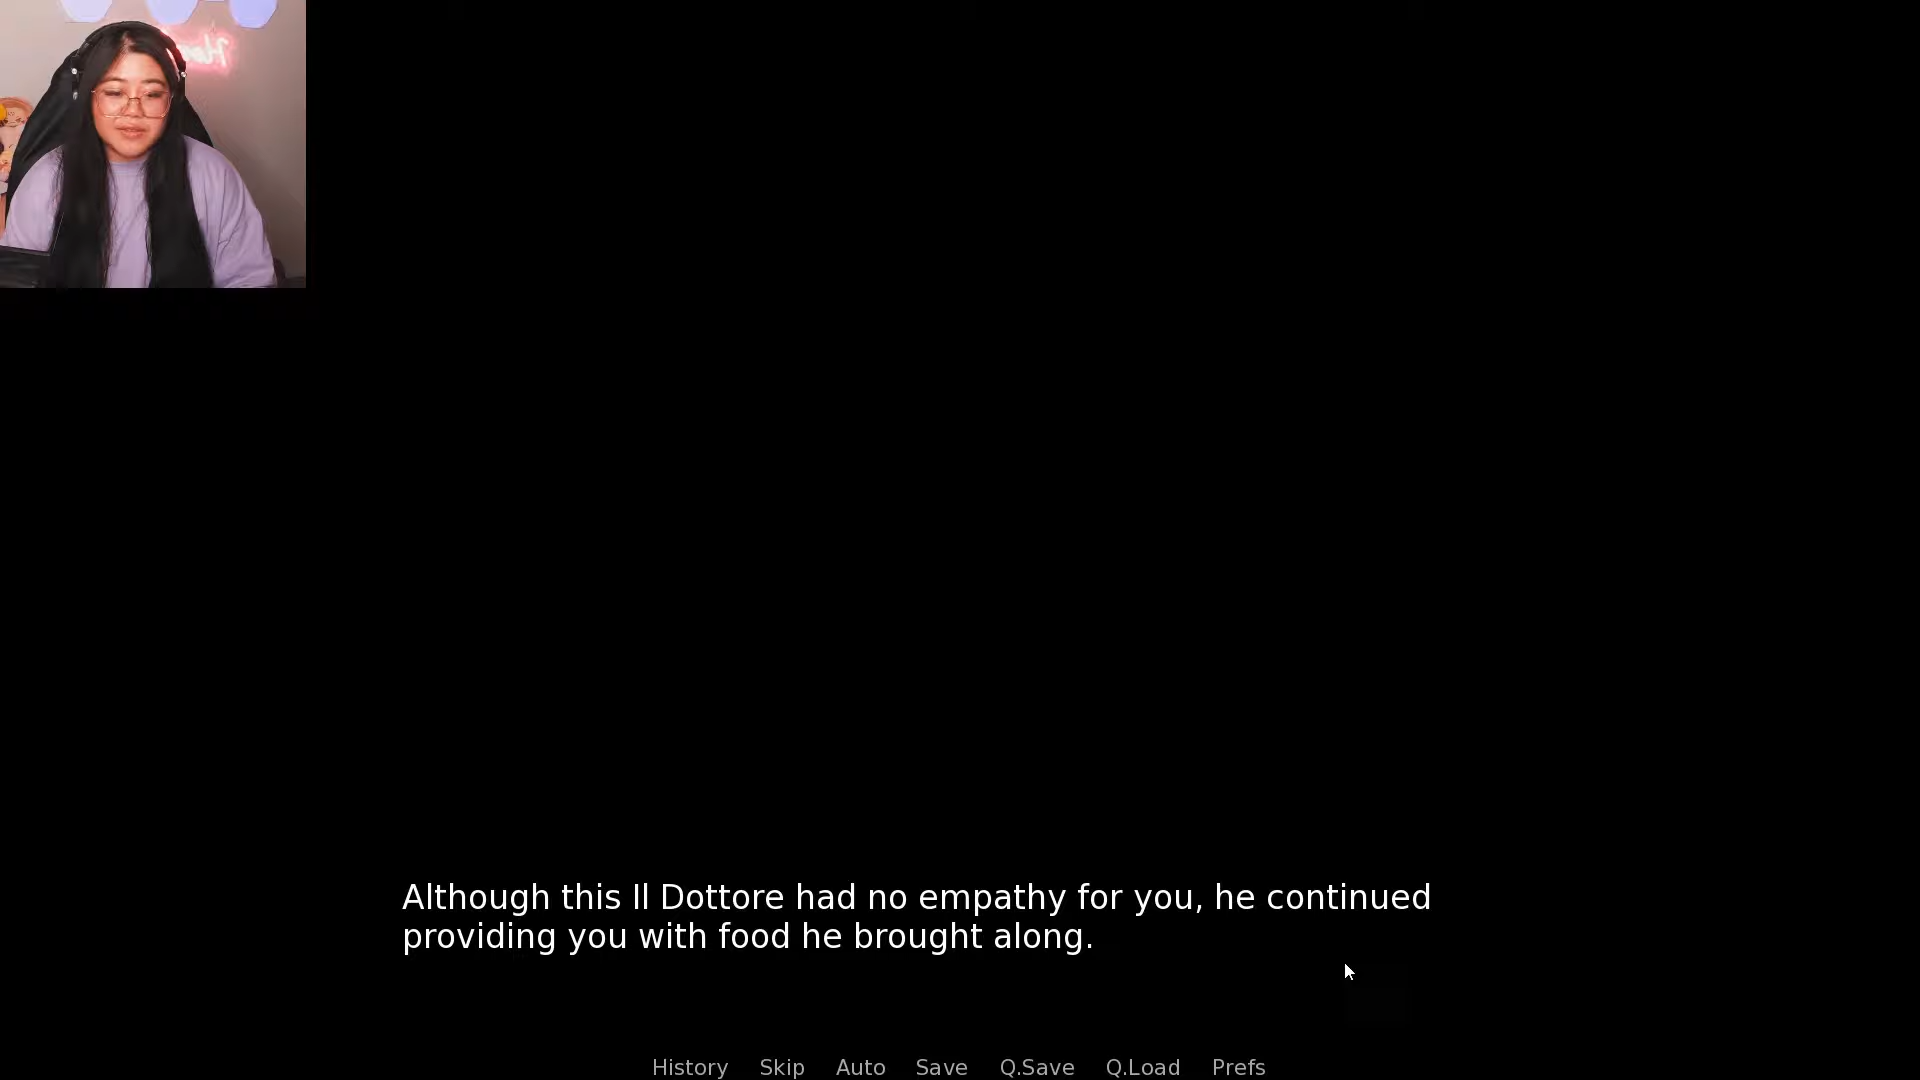 Although this Il Dottore had no empathy for you, he continued
providing you with food he brought along.
History Skip Auto Save Q.Save Q.Load Prefs